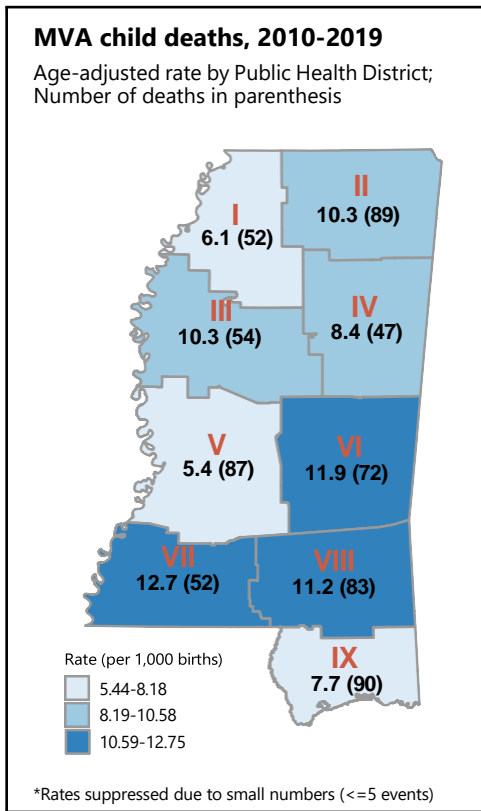 MVA child deaths, 2010-2019
Age-adjusted rate by Public Health District;
Number of deaths in parenthesis
I
6.1 (52)
II
10.3 (89)
III
10.3 (54)
IV
8.4 (47)
V
5.4 (87)
VI
11.9 (72)
VII
12.7 (52)
VIII
11.2 (83)
IX
7.7 (90)
Rate (per 1,000 births)
5.44-8.18
8.19-10.58
10.59-12.75
*Rates suppressed due to small numbers (<=5 events)